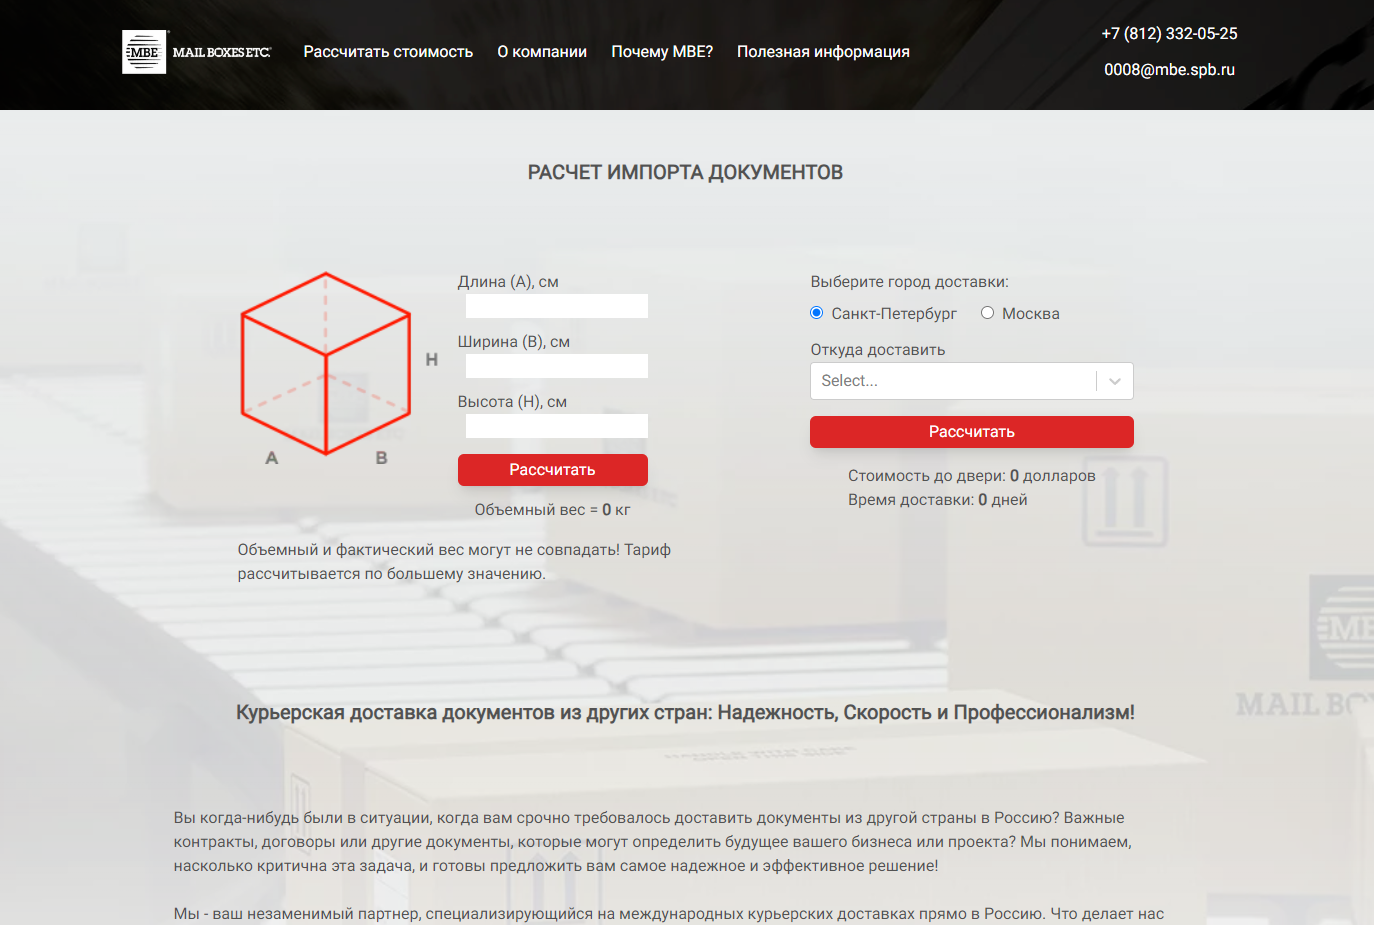 MBE MAIL BOXES ETC.
Рассчитать стоимость
О компании
Почему MBE?
Полезная информация
+7 (812) 332-05-25
0008@mbe.spb.ru
РАСЧЕТ ИМПОРТА ДОКУМЕНТОВ
H
A
B
Длина (А), см
Ширина (В), см
Высота (Н), см
Рассчитать
Объемный вес = 0 кг
Объемный и фактический вес могут не совпадать! Тариф
рассчитывается по большему значению.
Выберите город доставки:
Санкт-Петербург
Москва
Откуда доставить
Select...
Рассчитать
Стоимость до двери: 0 долларов
Время доставки: 0 дней
MBE
MAIL BO
Курьерская доставка документов из других стран: Надежность, Скорость и Профессионализм!
Вы когда-нибудь были в ситуации, когда вам срочно требовалось доставить документы из другой страны в Россию? Важные
контракты, договоры или другие документы, которые могут определить будущее вашего бизнеса или проекта? Мы понимаем,
насколько критична эта задача, и готовы предложить вам самое надежное и эффективное решение!
Мы - ваш незаменимый партнер, специализирующийся на международных курьерских доставках прямо в Россию. Что делает нас